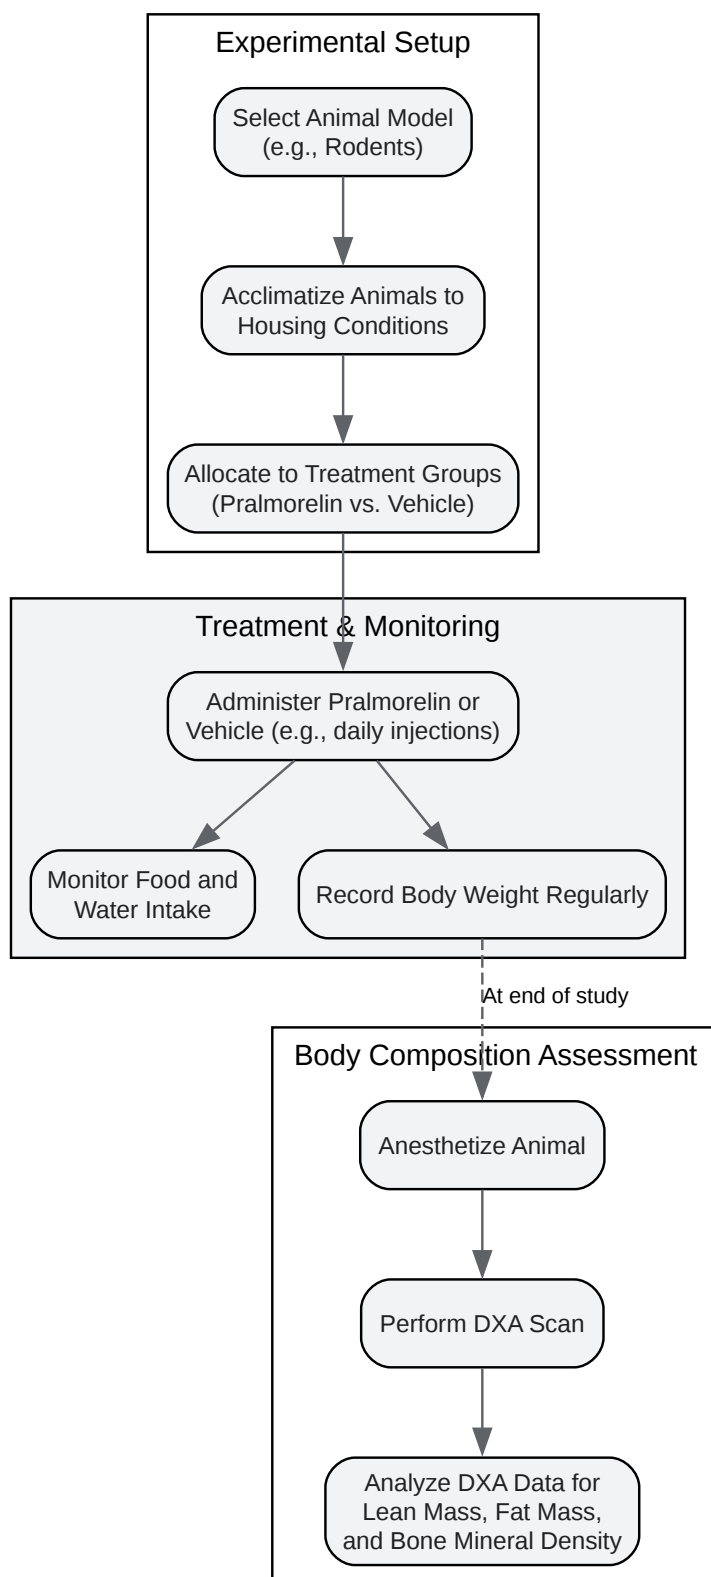 Experimental Setup
Select Animal Model
(e.g., Rodents)
Acclimatize Animals to
Housing Conditions
Allocate to Treatment Groups
(Pralmorelin vs. Vehicle)
Treatment & Monitoring
Administer Pralmorelin or
Vehicle (e.g., daily injections)
Monitor Food and
Water Intake
Record Body Weight Regularly
At end of study
Body Composition Assessment
Anesthetize Animal
Perform DXA Scan
Analyze DXA Data for
Lean Mass, Fat Mass,
and Bone Mineral Density